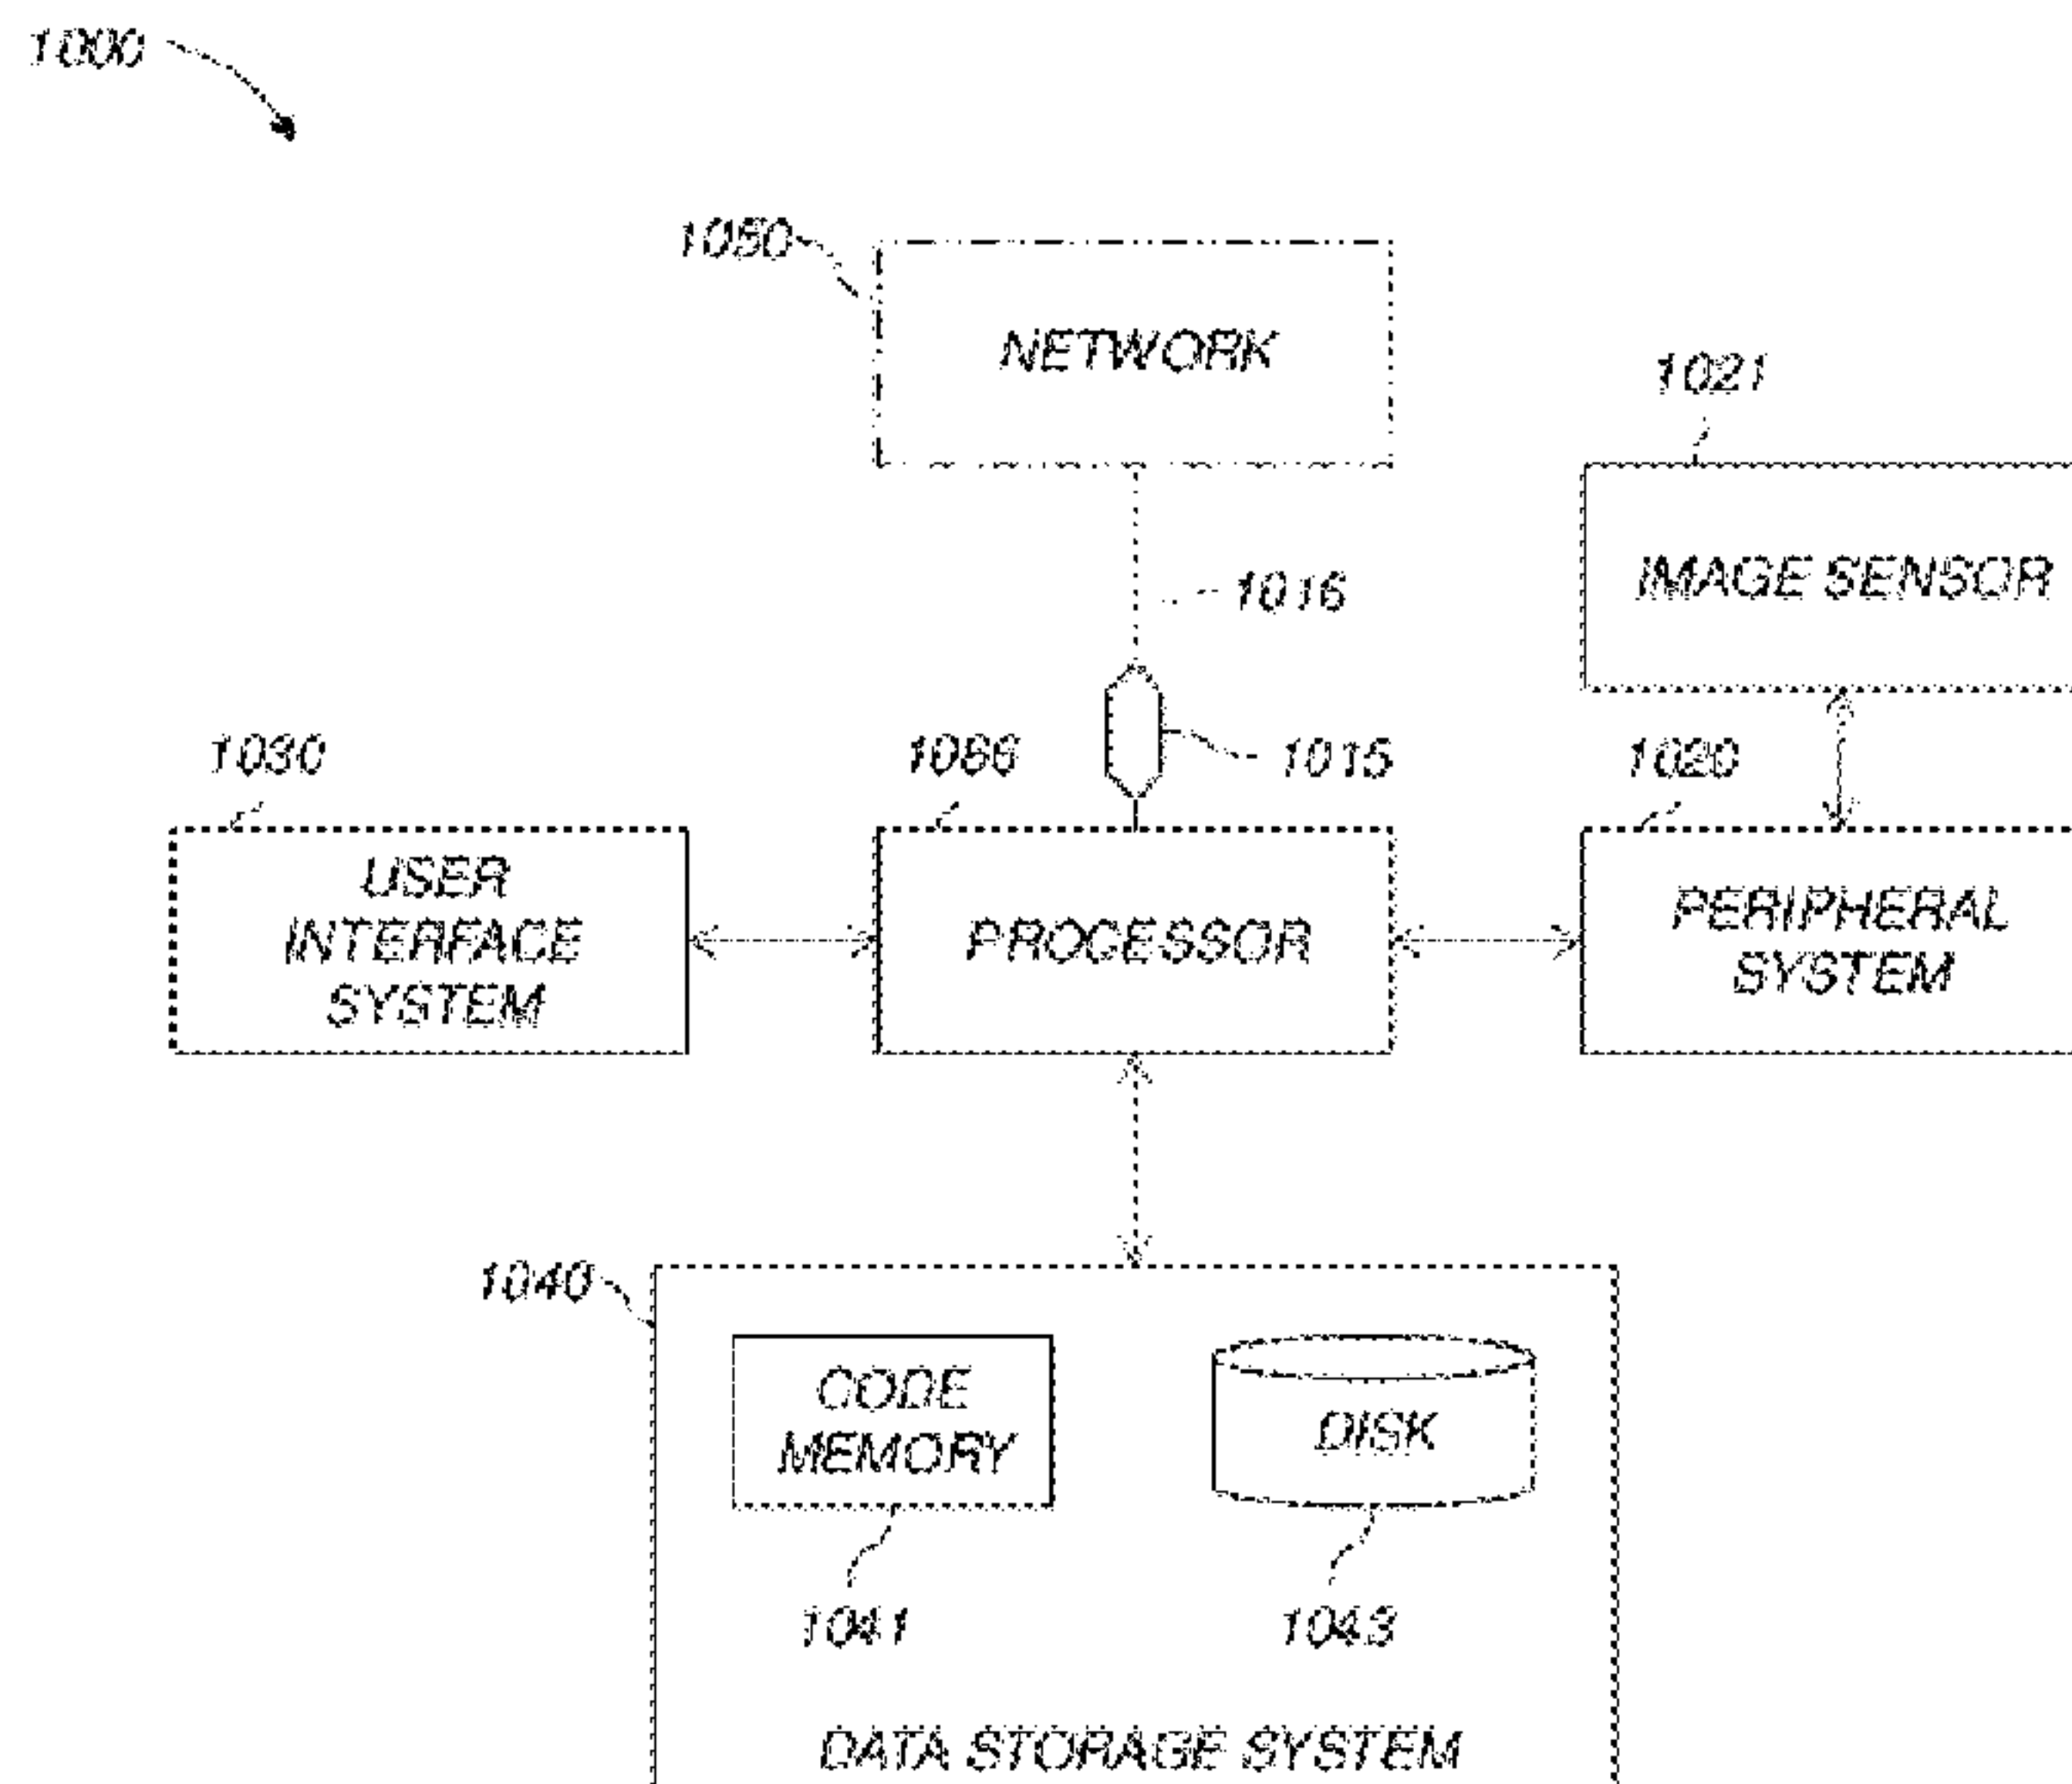 1000
1050
NETWORK
1021
IMAGE SENSOR
1016
1015
1030
1086
1020
USER
INTERFACE
SYSTEM
PROCESSOR
PERIPHERAL
SYSTEM
1040
CODE
MEMORY
DISK
1041
1043
DATA STORAGE SYSTEM